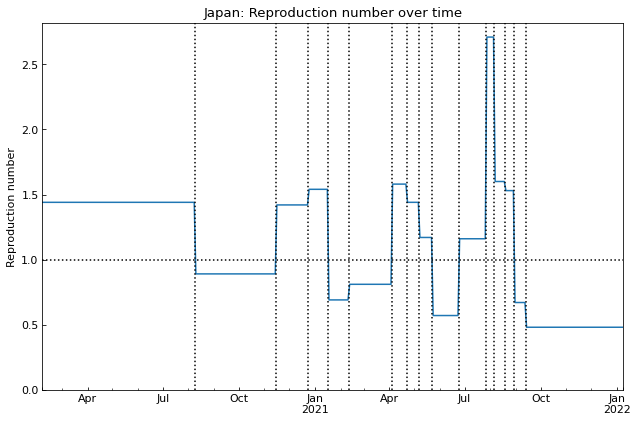 Japan: Reproduction number over time
Reproduction number
2.5
2.0
1.5
1.0
0.5
0.0
Apr Jul Oct Jan Apr Jul Oct Jan
2021 2022